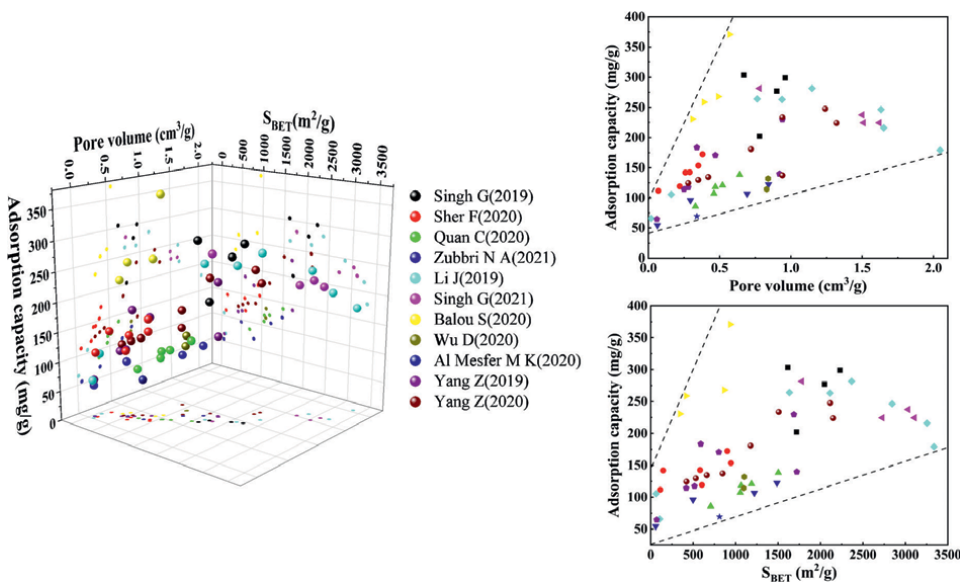 Pore volume (cm³/g)
0.0
0.5
1.0
1.5
2.0
S_BET(m²/g)
0
500
1000
1500
2000
2500
3000
3500
Adsorption capacity (mg/g)
350
300
250
200
150
100
50
0
Singh G(2019)
Sher F(2020)
Quan C(2020)
Zubbri N A(2021)
Li J(2019)
Singh G(2021)
Balou S(2020)
Wu D(2020)
Al Mesfer M K(2020)
Yang Z(2019)
Yang Z(2020)
Adsorption capacity (mg/g)
400
350
300
250
200
150
100
50
0
0.0 0.5 1.0 1.5 2.0
Pore volume (cm³/g)
Adsorption capacity (mg/g)
400
350
300
250
200
150
100
50
0 500 1000 1500 2000 2500 3000 3500
S_BET (m²/g)